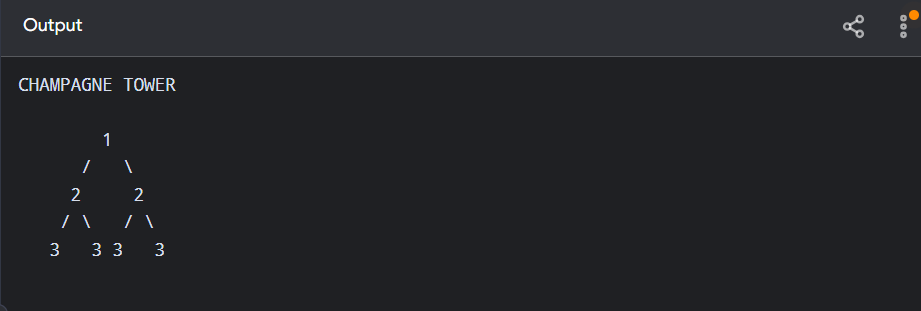 Output
CHAMPAGNE TOWER
        1
      /   \
     2     2
    / \   / \
   3   3 3   3